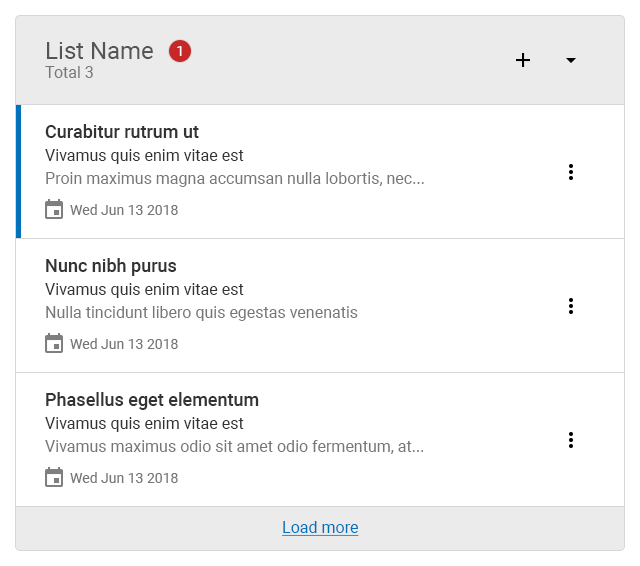 List Name 1
Total 3
Curabitur rutrum ut
Vivamus quis enim vitae est
Proin maximus magna accumsan nulla lobortis, nec...
Wed Jun 13 2018
Nunc nibh purus
Vivamus quis enim vitae est
Nulla tincidunt libero quis egestas venenatis
Wed Jun 13 2018
Phasellus eget elementum
Vivamus quis enim vitae est
Vivamus maximus odio sit amet odio fermentum, at...
Wed Jun 13 2018
Load more